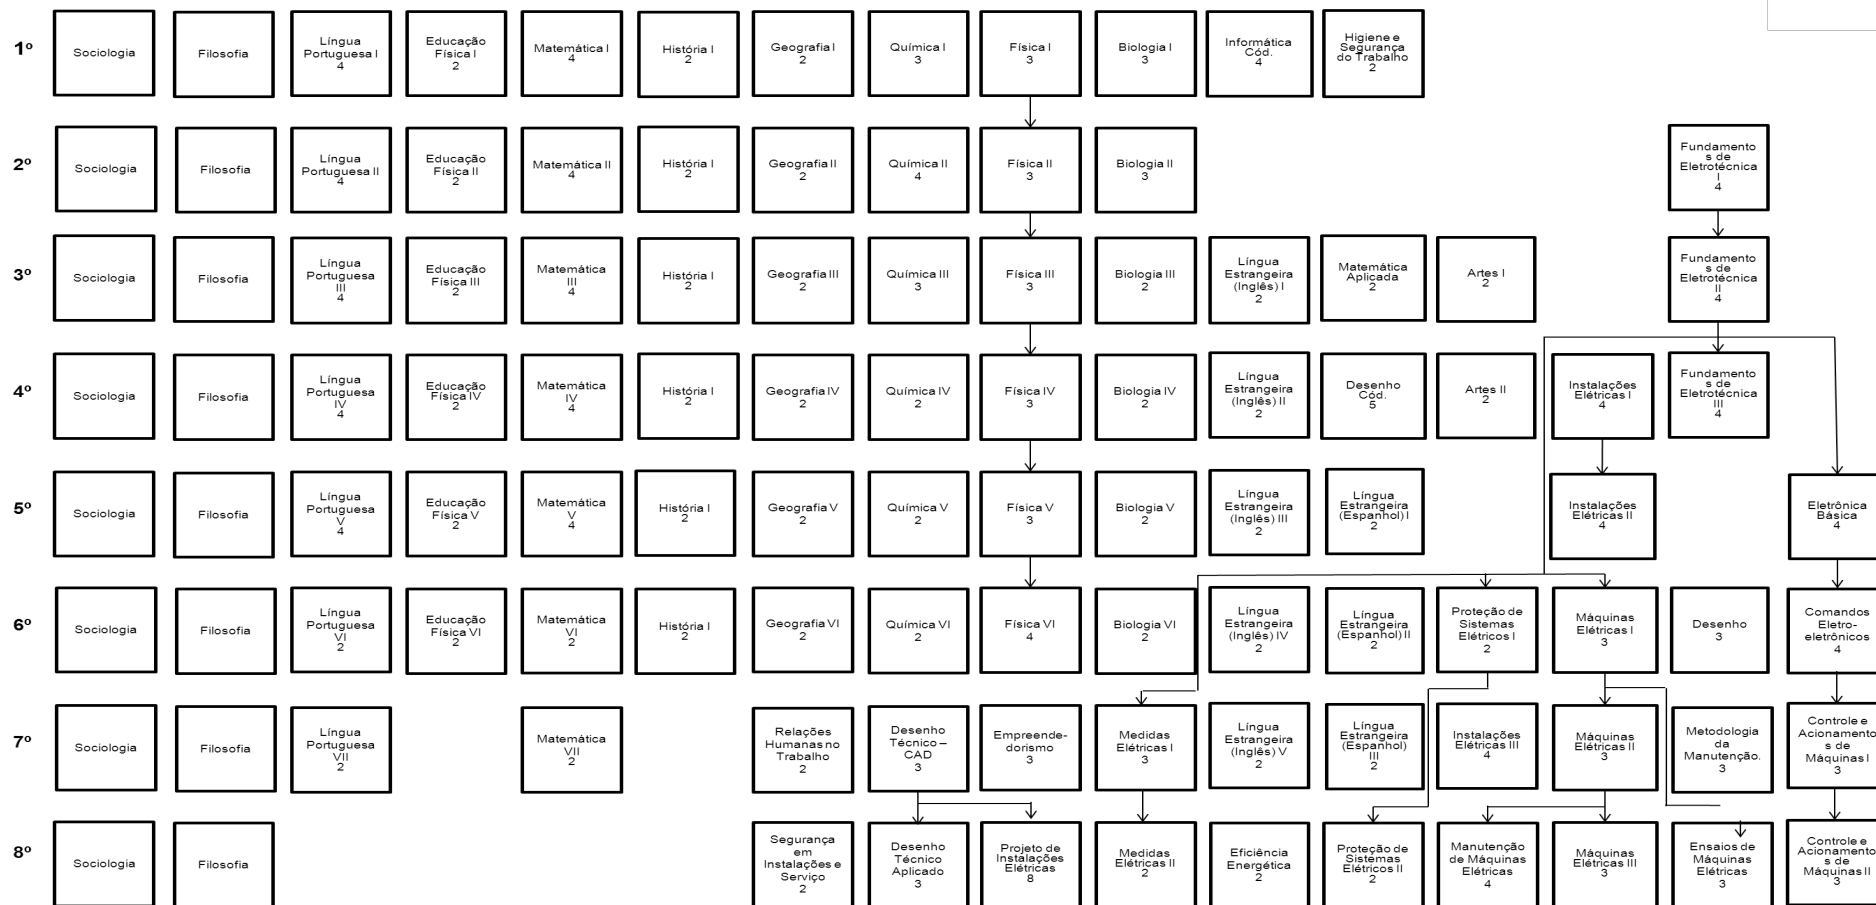 1º
Sociologia
Filosofia
Língua
Portuguesa I
4
Educação
Física I
2
Matemática I
4
História I
2
Geografia I
2
Química I
3
Física I
3
Biologia I
3
Informática
Cód.
4
Higiene e
Segurança
do Trabalho
2
2º
Sociologia
Filosofia
Língua
Portuguesa II
4
Educação
Física II
2
Matemática II
4
História I
2
Geografia II
2
Química II
4
Física II
3
Biologia II
3
Fundamento
s de
Eletrotécnica
I
4
3º
Sociologia
Filosofia
Língua
Portuguesa
III
4
Educação
Física III
2
Matemática
III
4
História I
2
Geografia III
2
Química III
3
Física III
3
Biologia III
2
Língua
Estrangeira
(Inglês) I
2
Matemática
Aplicada
2
Artes I
2
Fundamento
s de
Eletrotécnica
II
4
4º
Sociologia
Filosofia
Língua
Portuguesa
IV
4
Educação
Física IV
2
Matemática
IV
4
História I
2
Geografia IV
2
Química IV
2
Física IV
3
Biologia IV
2
Língua
Estrangeira
(Inglês) II
2
Desenho
Cód.
5
Artes II
2
Instalações
Elétricas I
4
Fundamento
s de
Eletrotécnica
III
4
5º
Sociologia
Filosofia
Língua
Portuguesa
V
4
Educação
Física V
2
Matemática
V
4
História I
2
Geografia V
2
Química V
2
Física V
3
Biologia V
2
Língua
Estrangeira
(Inglês) III
2
Língua
Estrangeira
(Espanhol) I
2
Instalações
Elétricas II
4
Eletrônica
Básica
4
6º
Sociologia
Filosofia
Língua
Portuguesa
VI
2
Educação
Física VI
2
Matemática
VI
2
História I
2
Geografia VI
2
Química VI
2
Física VI
4
Biologia VI
2
Língua
Estrangeira
(Inglês) IV
2
Língua
Estrangeira
(Espanhol) II
2
Proteção de
Sistemas
Elétricos I
2
Máquinas
Elétricas I
3
Desenho
3
Comandos
Eletro-
eletrônicos
4
7º
Sociologia
Filosofia
Língua
Portuguesa
VII
2
Matemática
VII
2
Relações
Humanas no
Trabalho
2
Desenho
Técnico –
CAD
3
Empreende-
dorismo
3
Medidas
Elétricas I
3
Língua
Estrangeira
(Inglês) V
2
Língua
Estrangeira
(Espanhol)
III
2
Instalações
Elétricas III
4
Máquinas
Elétricas II
3
Metodologia
da
Manutenção.
3
Controle e
Acionamento
s de
Máquinas I
3
8º
Sociologia
Filosofia
Segurança
em
Instalações e
Serviço
2
Desenho
Técnico
Aplicado
3
Projeto de
Instalações
Elétricas
8
Medidas
Elétricas II
2
Eficiência
Energética
2
Proteção de
Sistemas
Elétricos II
2
Manutenção
de Máquinas
Elétricas
4
Máquinas
Elétricas III
3
Ensaios de
Máquinas
Elétricas
3
Controle e
Acionamento
s de
Máquinas II
3